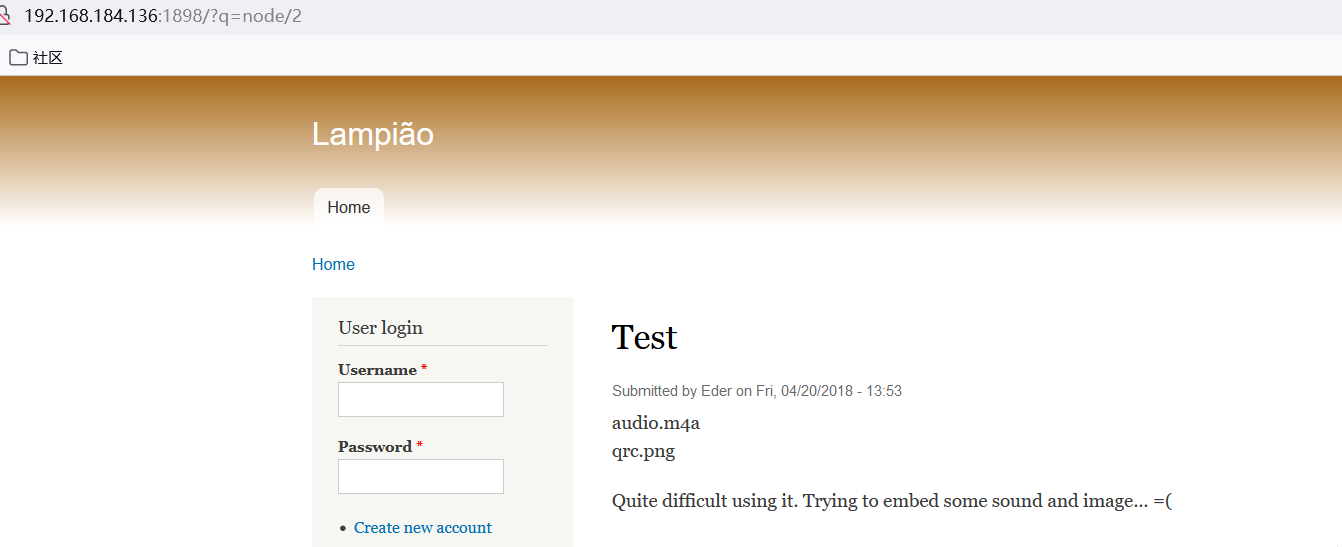 192.168.184.136:1898/?q=node/2
社区
Lampião
Home
Home
User login
Username *
Password *
Create new account
Test
Submitted by Eder on Fri, 04/20/2018 - 13:53
audio.m4a
qrc.png
Quite difficult using it. Trying to embed some sound and image... =(